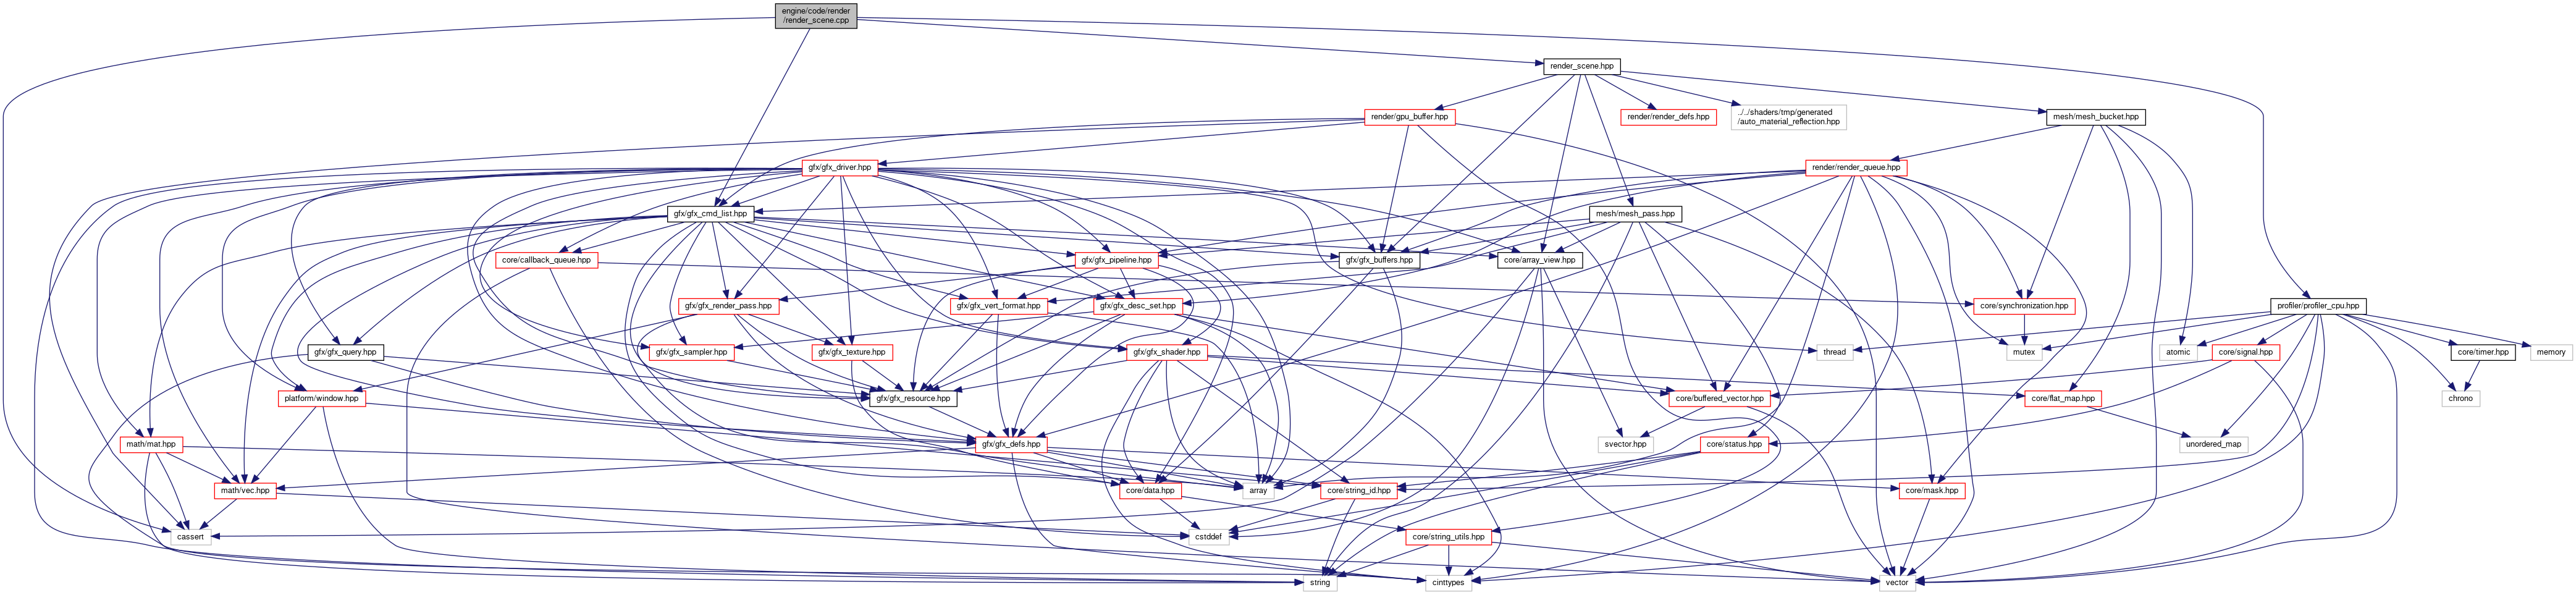 engine/code/render
/render_scene.cpp
render_scene.hpp
render/gpu_buffer.hpp
render/render_defs.hpp
../../shaders/tmp/generated
/auto_material_reflection.hpp
mesh/mesh_bucket.hpp
gfx/gfx_driver.hpp
render/render_queue.hpp
gfx/gfx_cmd_list.hpp
mesh/mesh_pass.hpp
core/callback_queue.hpp
gfx/gfx_pipeline.hpp
gfx/gfx_buffers.hpp
core/array_view.hpp
gfx/gfx_render_pass.hpp
gfx/gfx_vert_format.hpp
gfx/gfx_desc_set.hpp
core/synchronization.hpp
profiler/profiler_cpu.hpp
gfx/gfx_query.hpp
gfx/gfx_sampler.hpp
gfx/gfx_texture.hpp
gfx/gfx_shader.hpp
thread
mutex
atomic
core/signal.hpp
core/timer.hpp
memory
platform/window.hpp
gfx/gfx_resource.hpp
core/buffered_vector.hpp
core/flat_map.hpp
chrono
math/mat.hpp
gfx/gfx_defs.hpp
svector.hpp
core/status.hpp
unordered_map
math/vec.hpp
core/data.hpp
array
core/string_id.hpp
core/mask.hpp
cassert
cstddef
core/string_utils.hpp
string
cinttypes
vector